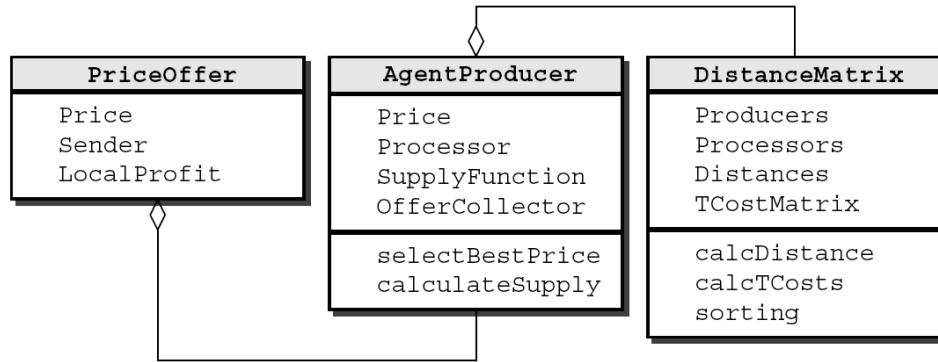 PriceOffer
Price
Sender
LocalProfit
AgentProducer
Price
Processor
SupplyFunction
OfferCollector
selectBestPrice
calculateSupply
DistanceMatrix
Producers
Processors
Distances
TCostMatrix
calcDistance
calcTCosts
sorting